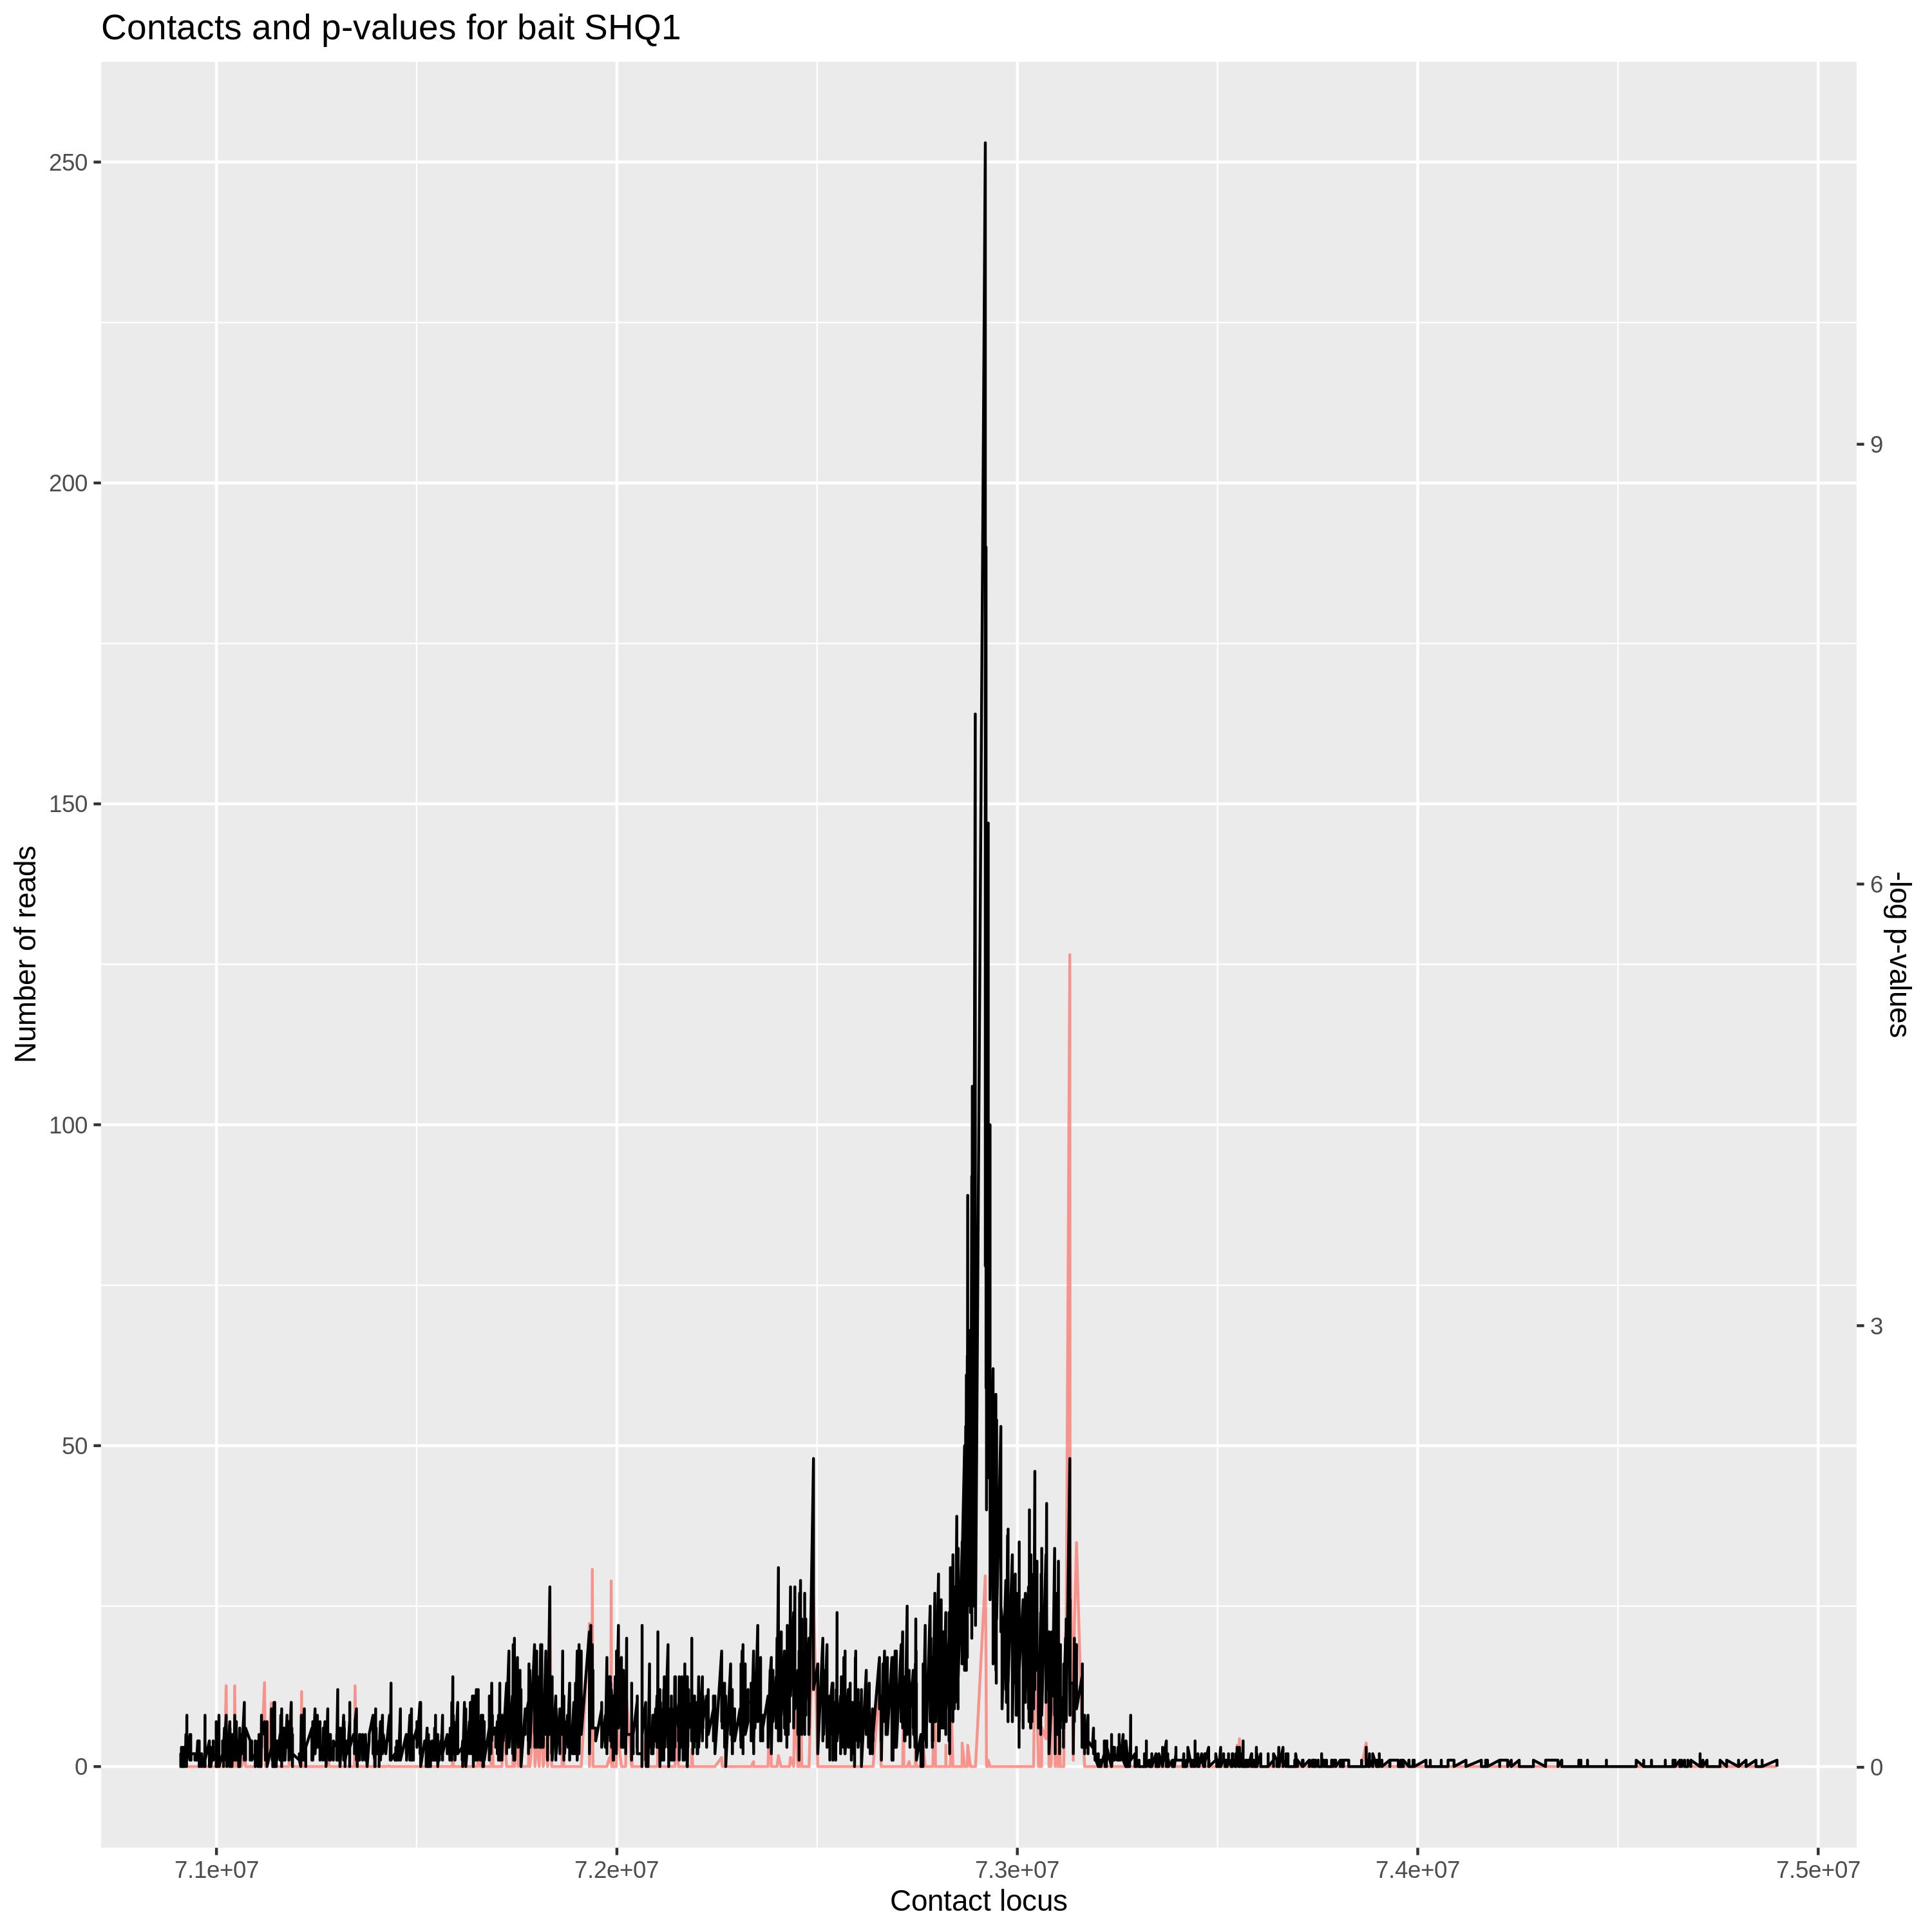 Contacts and p-values for bait SHQ1
250
200
150
100
50
0
Number of reads
9
6
3
0
-log p-values
7.1e+07
7.2e+07
7.3e+07
7.4e+07
7.5e+07
Contact locus